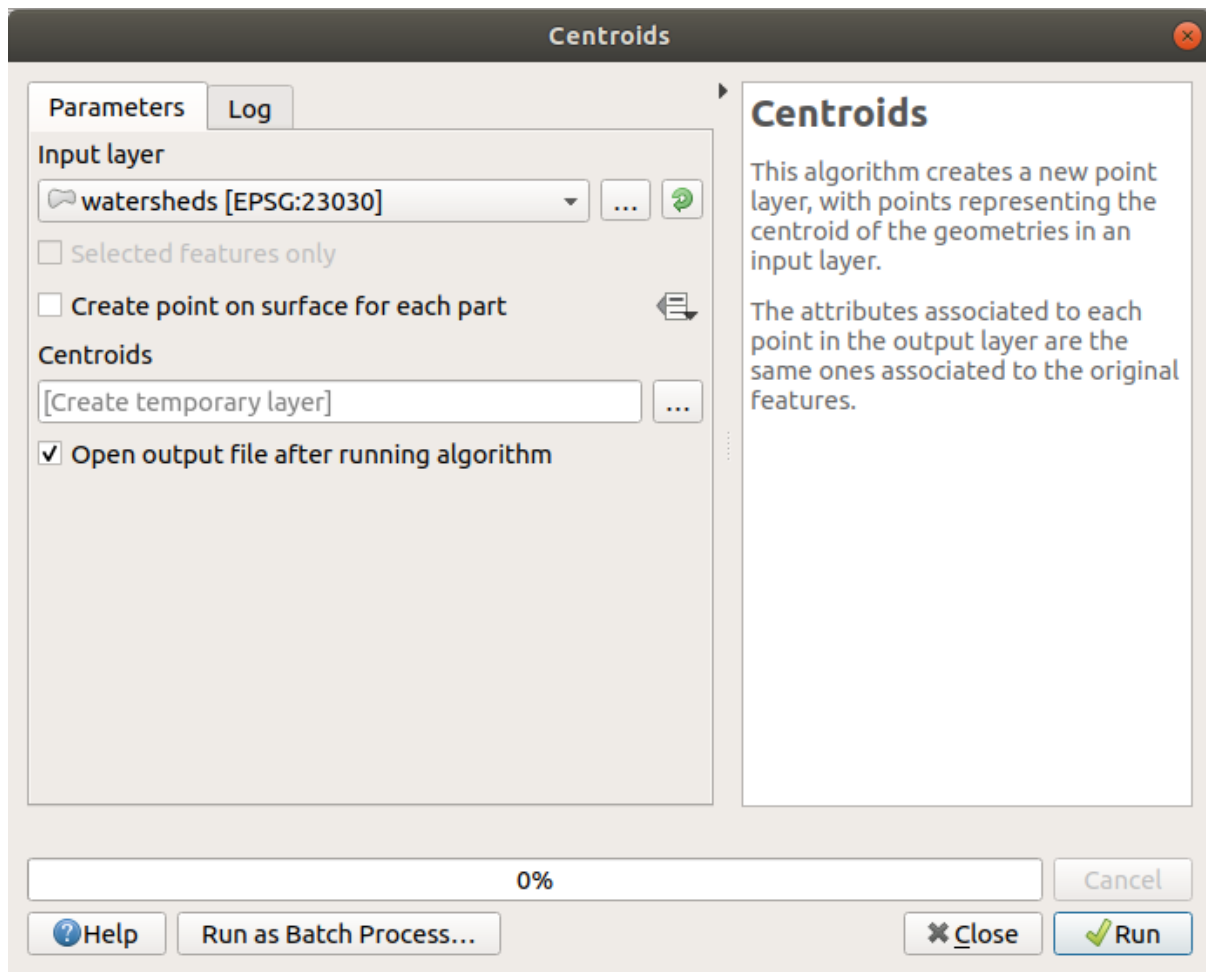 Centroids
Parameters
Log
Input layer
watersheds [EPSG:23030]
...
Selected features only
Create point on surface for each part
Centroids
[Create temporary layer]
...
Open output file after running algorithm
Centroids
This algorithm creates a new point
layer, with points representing the
centroid of the geometries in an
input layer.
The attributes associated to each
point in the output layer are the
same ones associated to the original
features.
0%
Cancel
Help
Run as Batch Process...
Close
Run